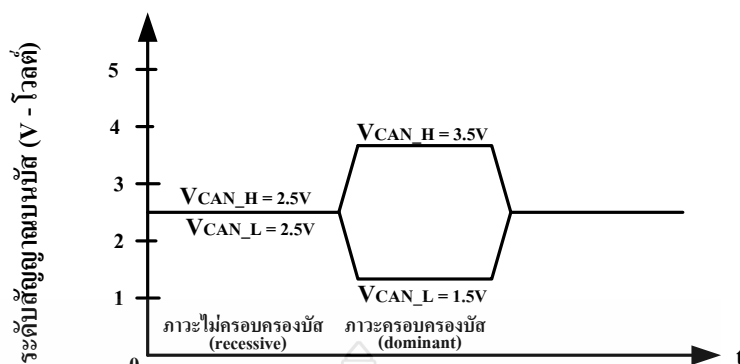 ระดับสัญญาณบนบัส (V - โวลต์)
5
4
3
2
1
0
VCAN_H = 3.5V
VCAN_H = 2.5V
VCAN_L = 2.5V
VCAN_L = 1.5V
ภาวะไม่ครอบครองบัส
(recessive)
ภาวะครอบครองบัส
(dominant)